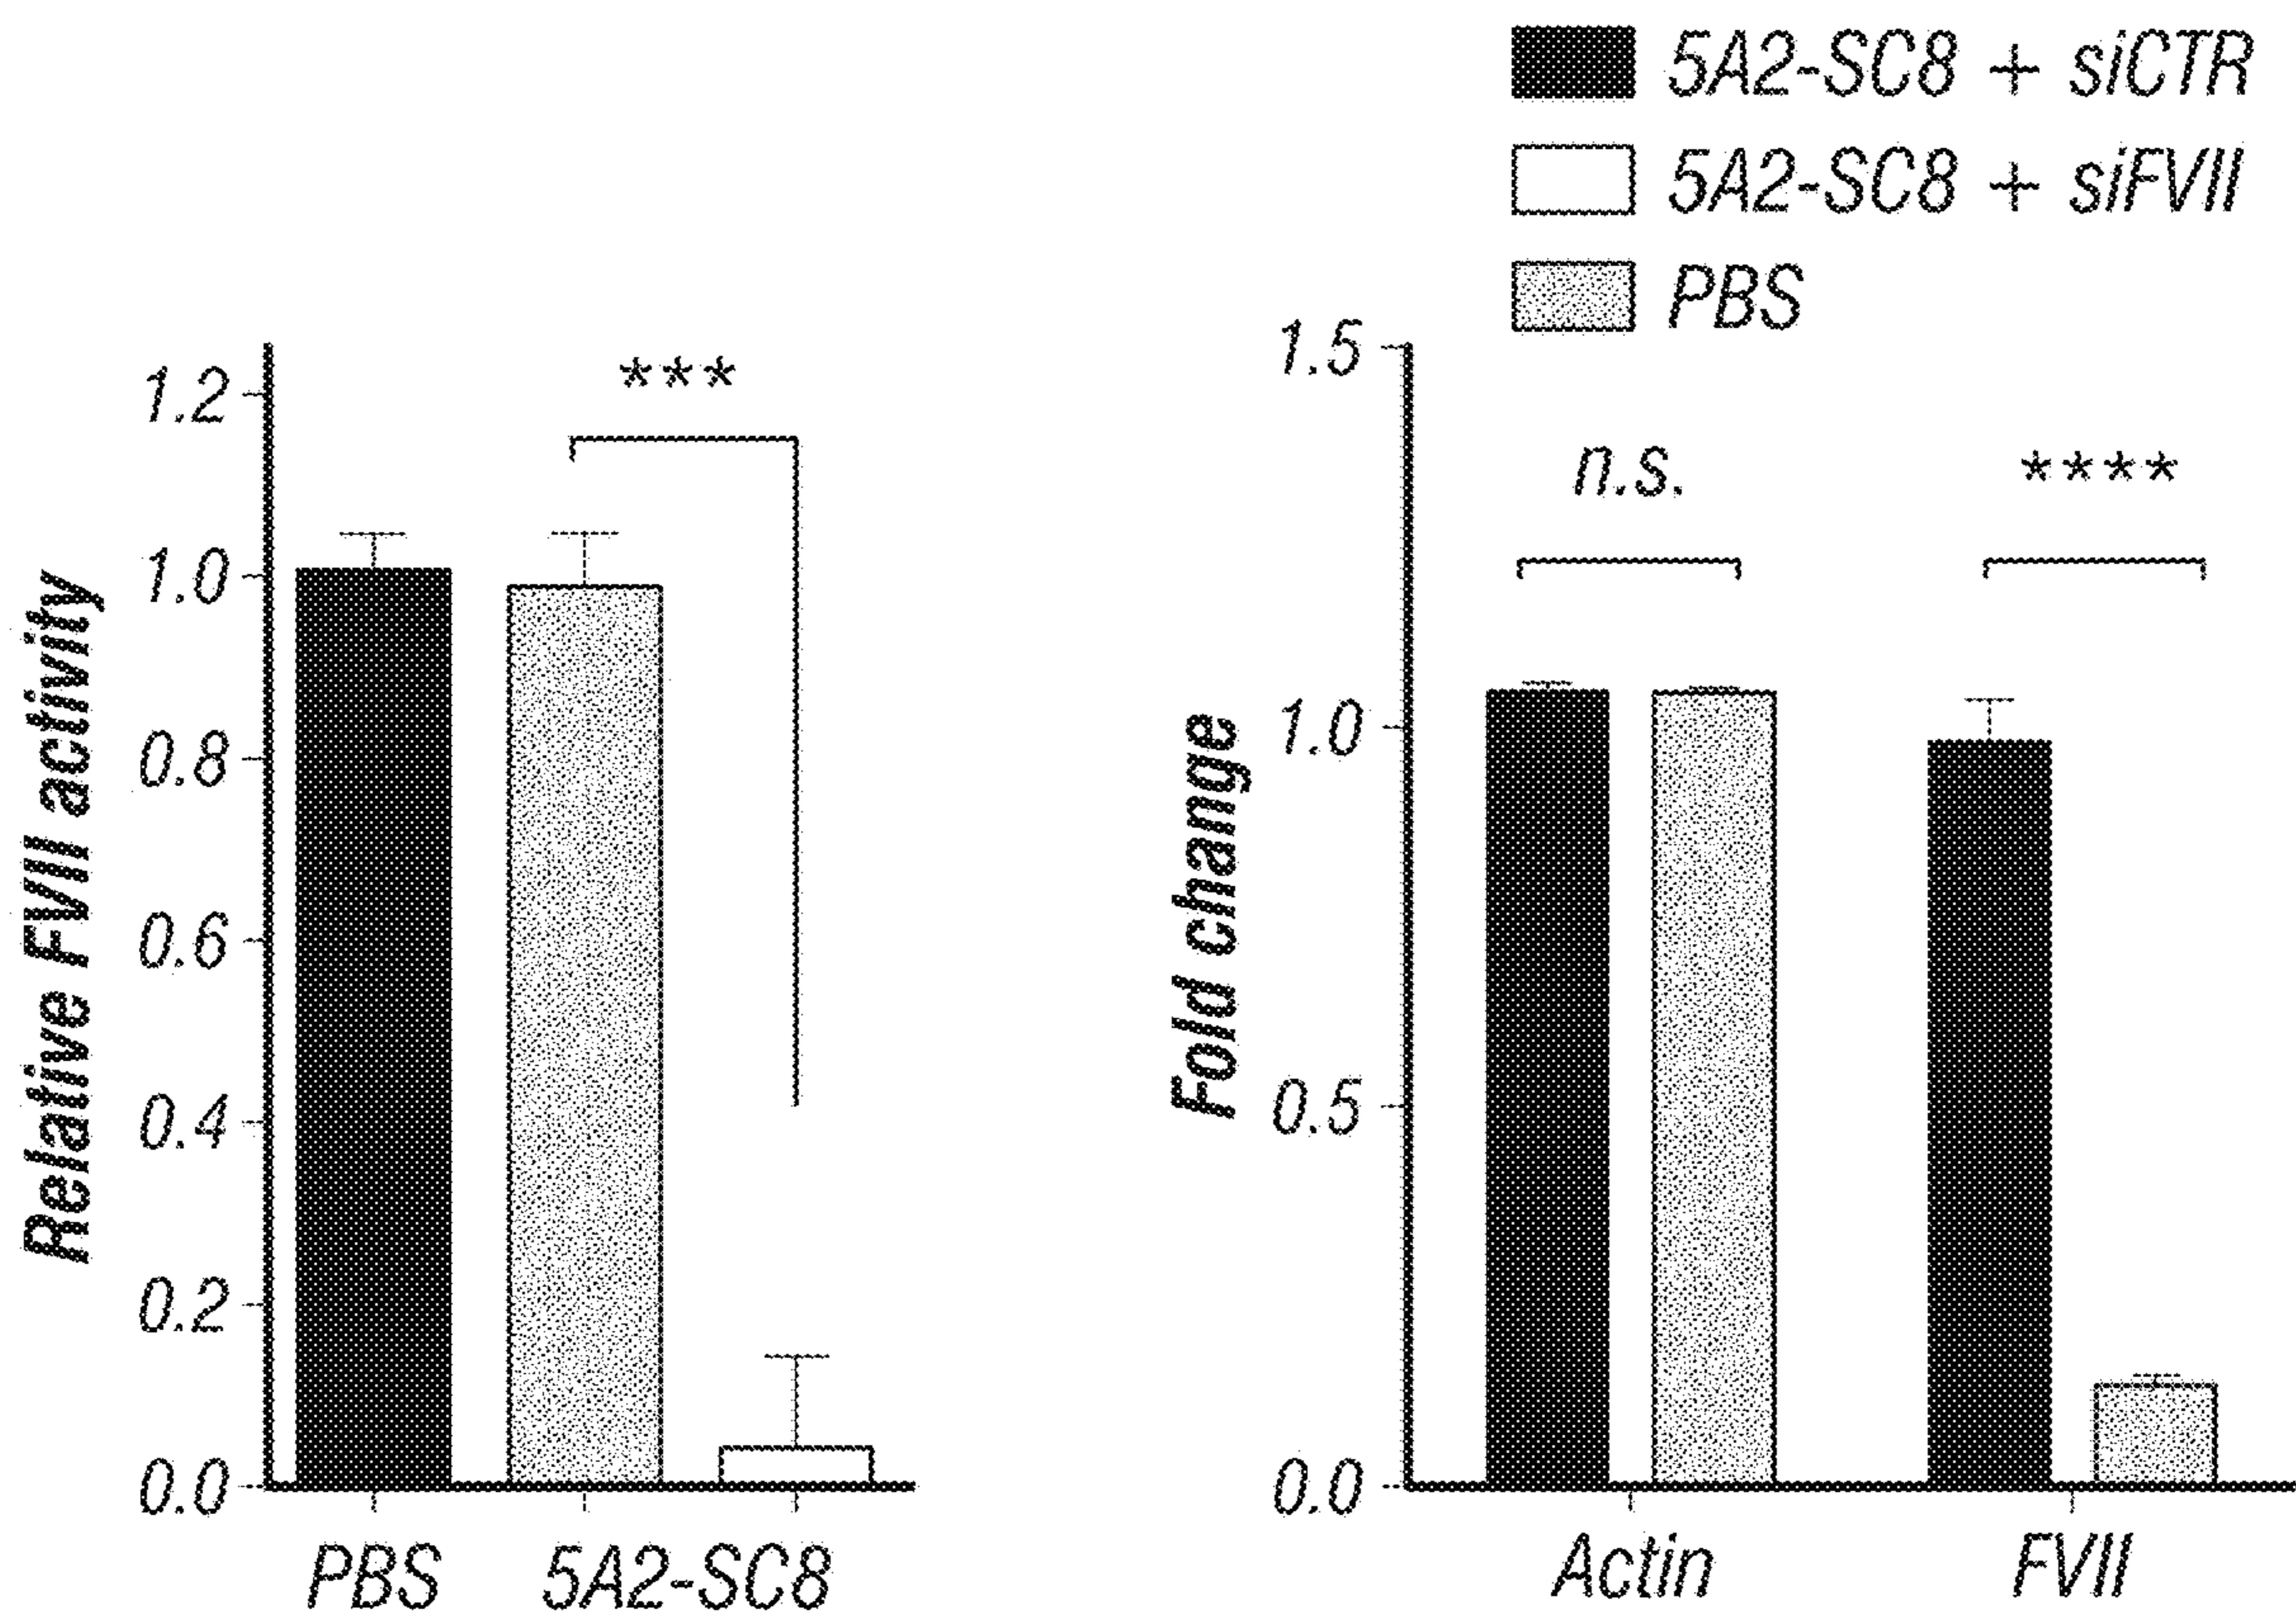 5A2-SC8 + siCTR
5A2-SC8 + siFVII
PBS
Relative FVII activity
1.2
1.0
0.8
0.6
0.4
0.2
0.0
***
PBS
5A2-SC8
Fold change
1.5
1.0
0.5
0.0
n.s.
****
Actin
FVII